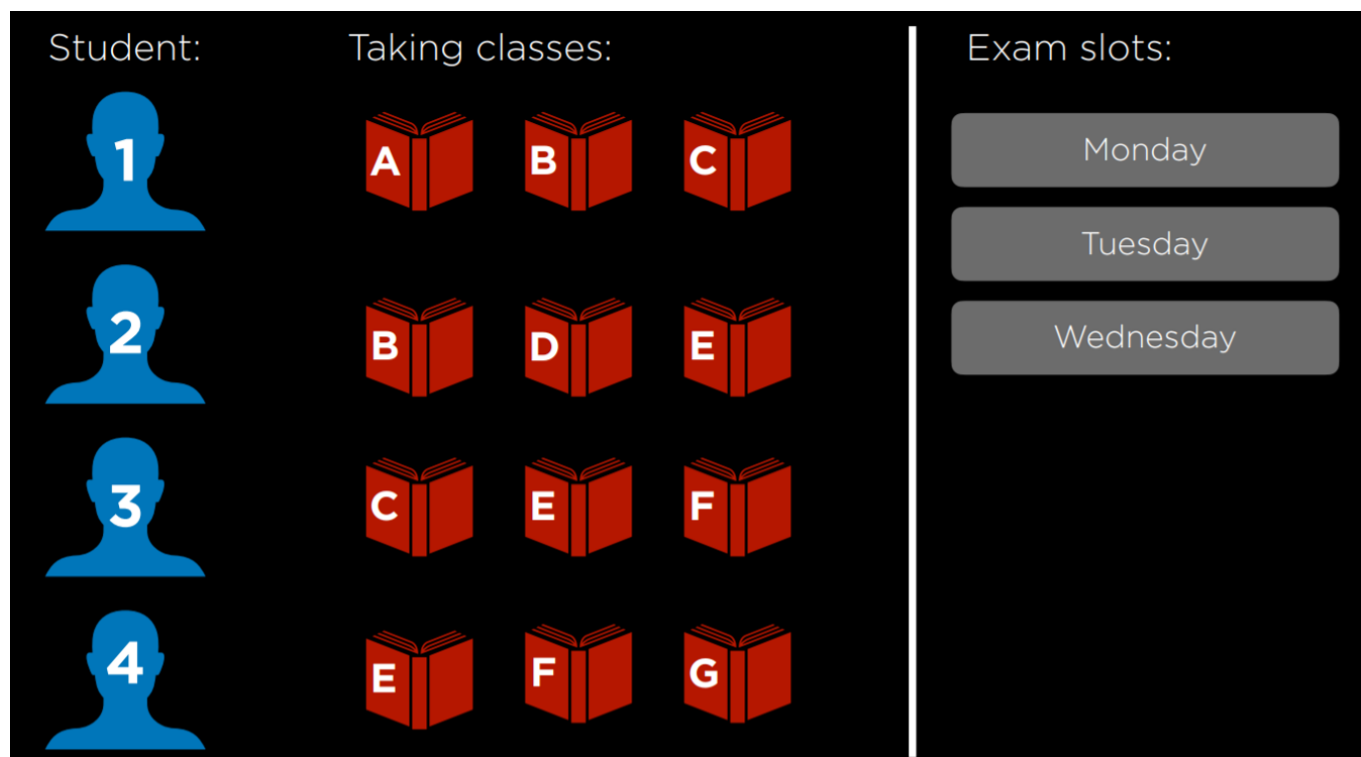 Student: Taking classes: Exam slots:
1 A B C Monday
Tuesday
2 B D E Wednesday
3 C E F
4 E F G